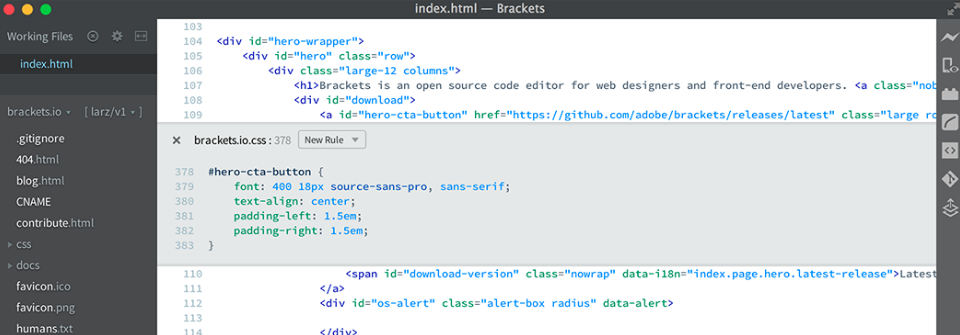 index.html — Brackets
Working Files
index.html
brackets.io
[ larz/v1 ]
.gitignore
404.html
blog.html
CNAME
contribute.html
css
docs
favicon.ico
favicon.png
humans.txt
103
104 <div id="hero-wrapper">
105 <div id="hero" class="row">
106 <div class="large-12 columns">
107 <h1>Brackets is an open source code editor for web designers and front-end developers. <a class="nob
108 <div id="download">
109 <a id="hero-cta-button" href="https://github.com/adobe/brackets/releases/latest" class="large ro
brackets.io.css : 378 New Rule
378 #hero-cta-button {
379 font: 400 18px source-sans-pro, sans-serif;
380 text-align: center;
381 padding-left: 1.5em;
382 padding-right: 1.5em;
383 }
110 <span id="download-version" class="nowrap" data-i18n="index.page.hero.latest-release">Latest
111 </a>
112 <div id="os-alert" class="alert-box radius" data-alert>
113
114 </div>